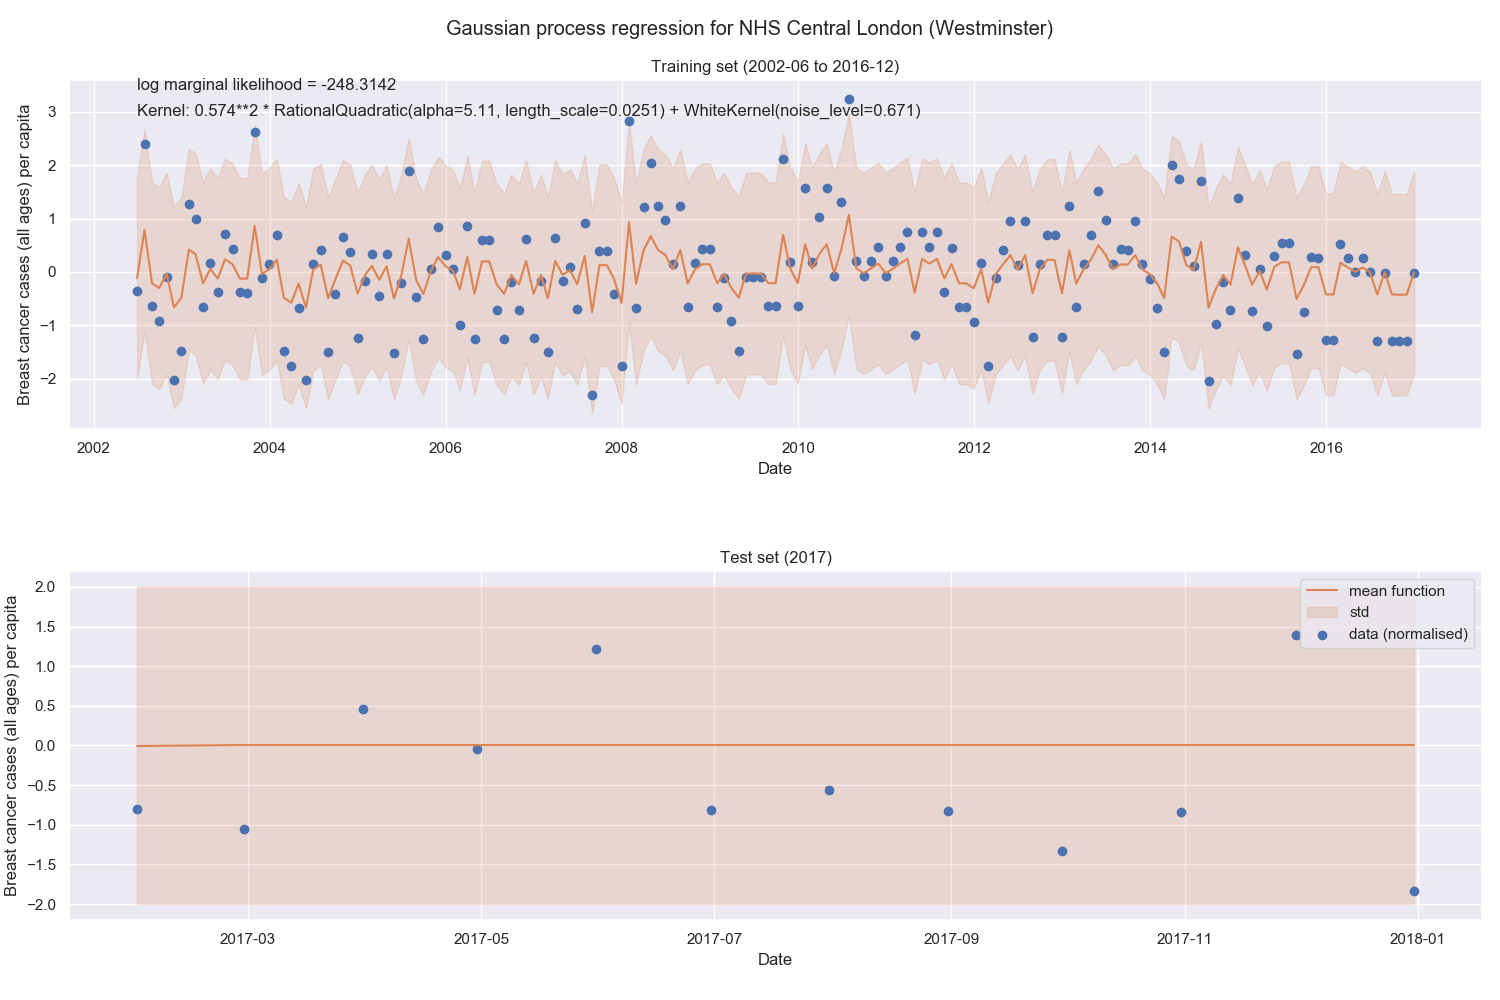 Gaussian process regression for NHS Central London (Westminster)
Training set (2002-06 to 2016-12)
log marginal likelihood = -248.3142
Kernel: 0.574**2 * RationalQuadratic(alpha=5.11, length_scale=0.0251) + WhiteKernel(noise_level=0.671)
Breast cancer cases (all ages) per capita
3
2
1
0
−1
−2
2002 2004 2006 2008 2010 2012 2014 2016
Date
Test set (2017)
Breast cancer cases (all ages) per capita
2.0
1.5
1.0
0.5
0.0
−0.5
−1.0
−1.5
−2.0
mean function
std
data (normalised)
2017-03 2017-05 2017-07 2017-09 2017-11 2018-01
Date